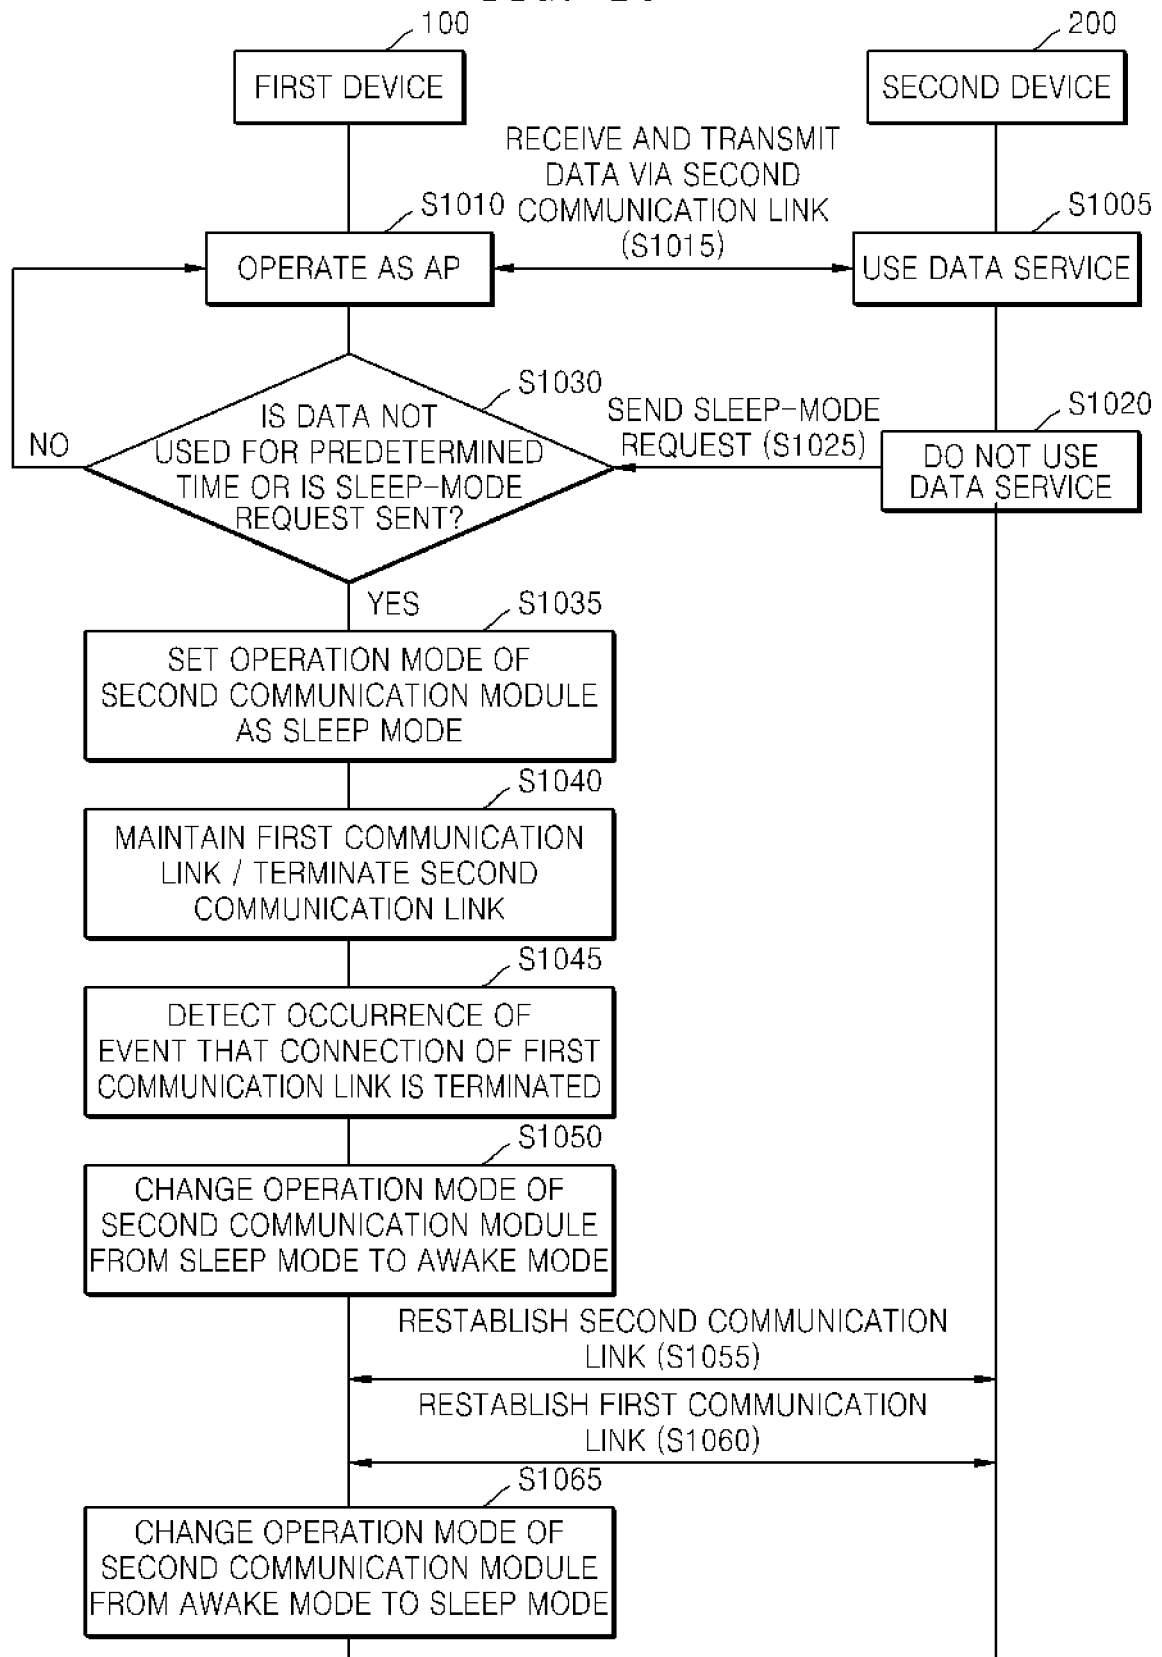 100
200
FIRST DEVICE
SECOND DEVICE
RECEIVE AND TRANSMIT
DATA VIA SECOND
COMMUNICATION LINK
(S1015)
S1010
S1005
OPERATE AS AP
USE DATA SERVICE
S1030
IS DATA NOT
USED FOR PREDETERMINED
TIME OR IS SLEEP-MODE
REQUEST SENT?
NO
SEND SLEEP-MODE
REQUEST (S1025)
S1020
DO NOT USE
DATA SERVICE
YES
S1035
SET OPERATION MODE OF
SECOND COMMUNICATION MODULE
AS SLEEP MODE
S1040
MAINTAIN FIRST COMMUNICATION
LINK / TERMINATE SECOND
COMMUNICATION LINK
S1045
DETECT OCCURRENCE OF
EVENT THAT CONNECTION OF FIRST
COMMUNICATION LINK IS TERMINATED
S1050
CHANGE OPERATION MODE OF
SECOND COMMUNICATION MODULE
FROM SLEEP MODE TO AWAKE MODE
RESTABLISH SECOND COMMUNICATION
LINK (S1055)
RESTABLISH FIRST COMMUNICATION
LINK (S1060)
S1065
CHANGE OPERATION MODE OF
SECOND COMMUNICATION MODULE
FROM AWAKE MODE TO SLEEP MODE